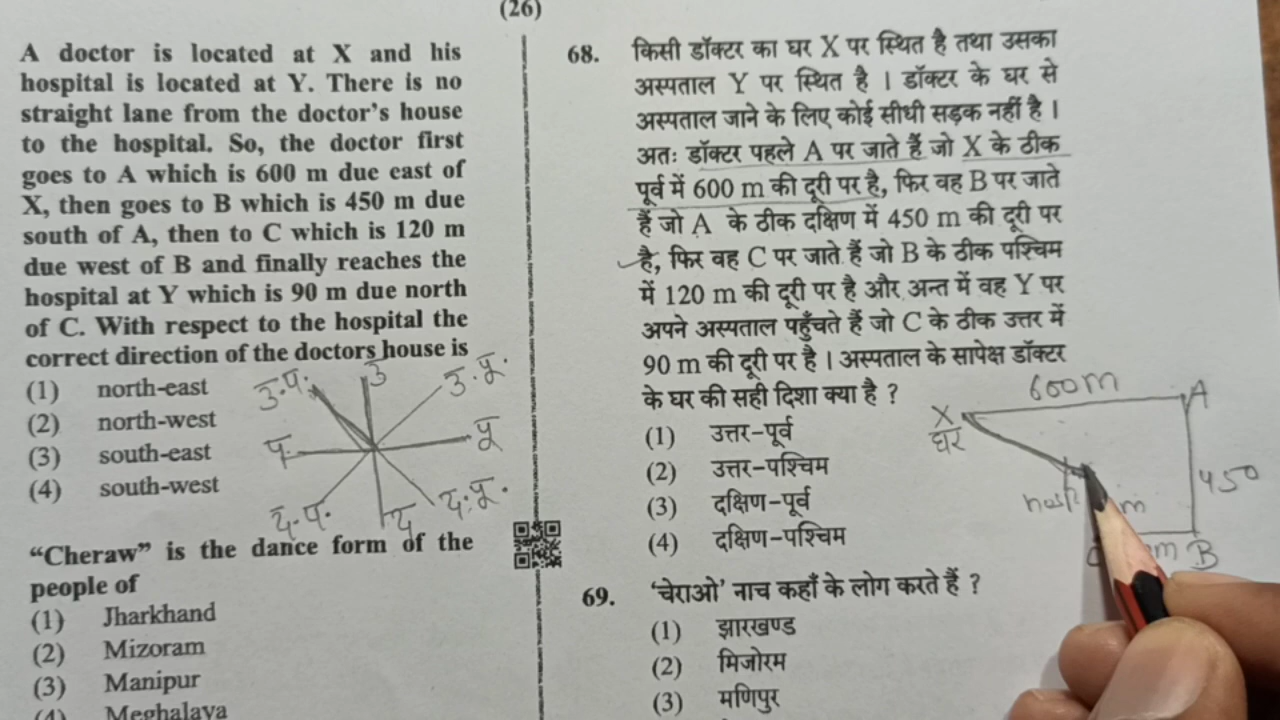 (26)
A doctor is located at X and his
hospital is located at Y. There is no
straight lane from the doctor's house
to the hospital. So, the doctor first
goes to A which is 600 m due east of
X, then goes to B which is 450 m due
south of A, then to C which is 120 m
due west of B and finally reaches the
hospital at Y which is 90 m due north
of C. With respect to the hospital the
correct direction of the doctors house is
(1) north-east
(2) north-west
(3) south-east
(4) south-west
उ.प.
उ
उ.पू.
प
पू
द.प.
द
द.पू.
“Cheraw” is the dance form of the
people of
(1) Jharkhand
(2) Mizoram
(3) Manipur
(4) Meghalaya
68. किसी डॉक्टर का घर X पर स्थित है तथा उसका
अस्पताल Y पर स्थित है । डॉक्टर के घर से
अस्पताल जाने के लिए कोई सीधी सड़क नहीं है ।
अतः डॉक्टर पहले A पर जाते हैं जो X के ठीक
पूर्व में 600 m की दूरी पर है, फिर वह B पर जाते
हैं जो A के ठीक दक्षिण में 450 m की दूरी पर
है, फिर वह C पर जाते हैं जो B के ठीक पश्चिम
में 120 m की दूरी पर है और अन्त में वह Y पर
अपने अस्पताल पहुँचते हैं जो C के ठीक उत्तर में
90 m की दूरी पर है । अस्पताल के सापेक्ष डॉक्टर
के घर की सही दिशा क्या है ?
(1) उत्तर-पूर्व
(2) उत्तर-पश्चिम
(3) दक्षिण-पूर्व
(4) दक्षिण-पश्चिम
600m
A
X
घर
450
m
m B
69. ‘चेराओ’ नाच कहाँ के लोग करते हैं ?
(1) झारखण्ड
(2) मिजोरम
(3) मणिपुर